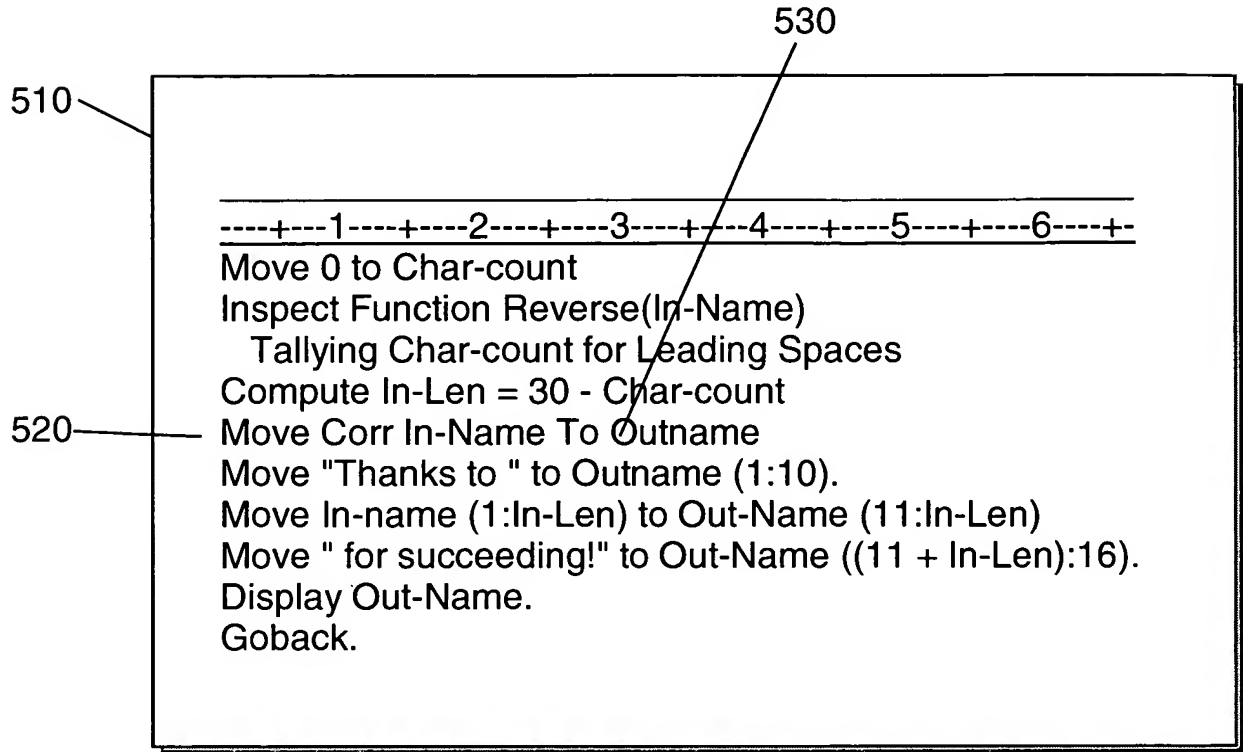 530
510
----+---1----+----2----+----3----+----4----+----5----+----6----+-
Move 0 to Char-count
Inspect Function Reverse(In-Name)
Tallying Char-count for Leading Spaces
Compute In-Len = 30 - Char-count
520
Move Corr In-Name To Outname
Move "Thanks to " to Outname (1:10).
Move In-name (1:In-Len) to Out-Name (11:In-Len)
Move " for succeeding!" to Out-Name ((11 + In-Len):16).
Display Out-Name.
Goback.